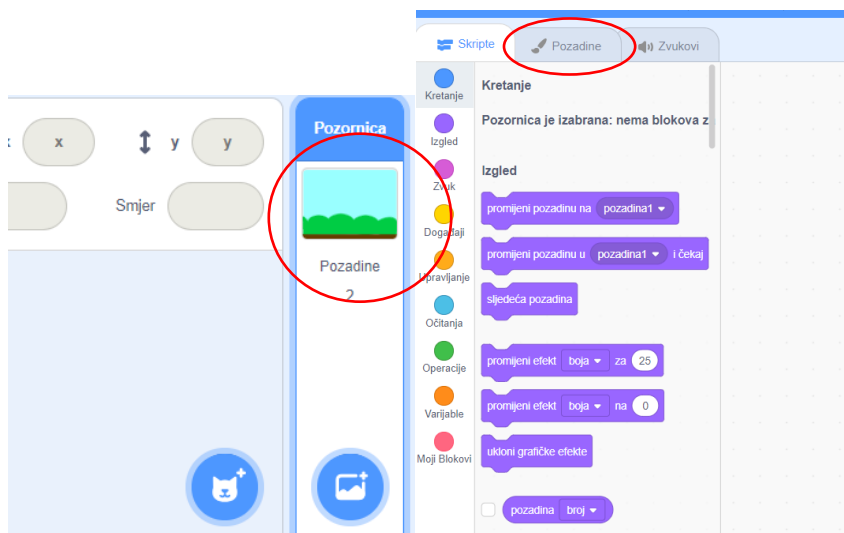 x
x
y
y
Smjer
Pozornica
Pozadine
2
Skripte
Pozadine
Zvukovi
Kretanje
Izgled
Zvuk
Događaji
Upravljanje
Očitanja
Operacije
Varijable
Moji Blokovi
Kretanje
Pozornica je izabrana: nema blokova z
Izgled
promijeni pozadinu na pozadina1
promijeni pozadinu u pozadina1 i čekaj
sljedeća pozadina
promijeni efekt boja za 25
promijeni efekt boja na 0
ukloni grafičke efekte
pozadina broj